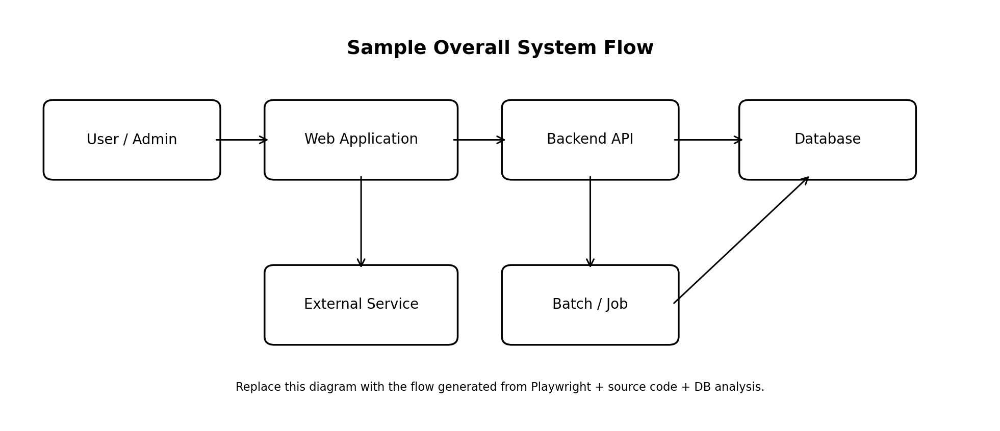 Sample Overall System Flow
User / Admin
Web Application
Backend API
Database
External Service
Batch / Job
Replace this diagram with the flow generated from Playwright + source code + DB analysis.